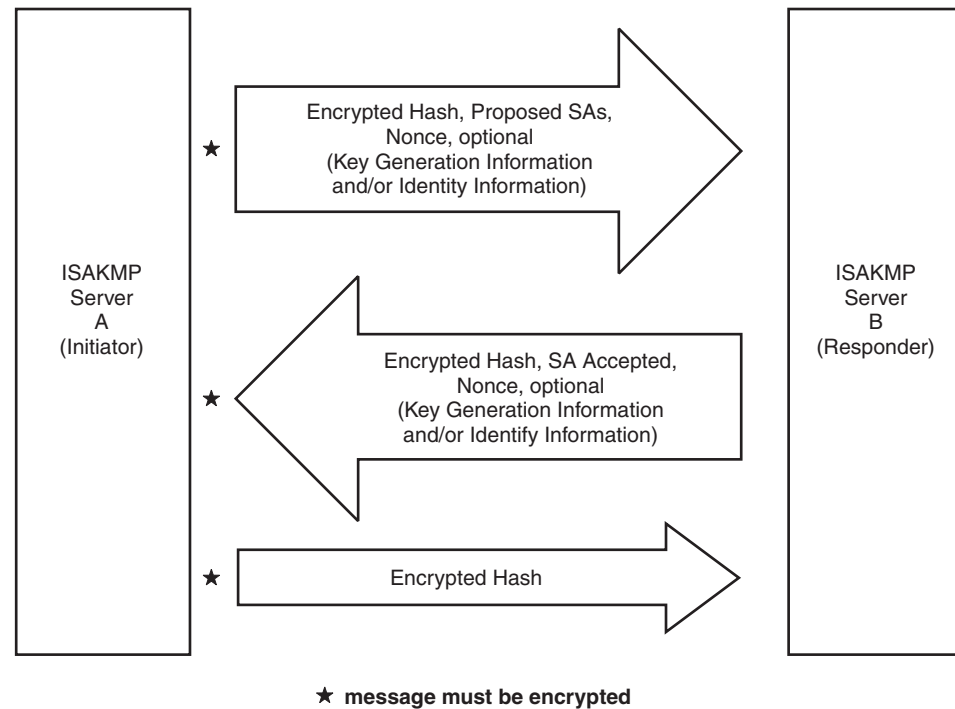 Encrypted Hash, Proposed SAs,
Nonce, optional
(Key Generation Information
and/or Identity Information)
ISAKMP
Server
A
(Initiator)
ISAKMP
Server
B
(Responder)
Encrypted Hash, SA Accepted,
Nonce, optional
(Key Generation Information
and/or Identify Information)
Encrypted Hash
★ message must be encrypted